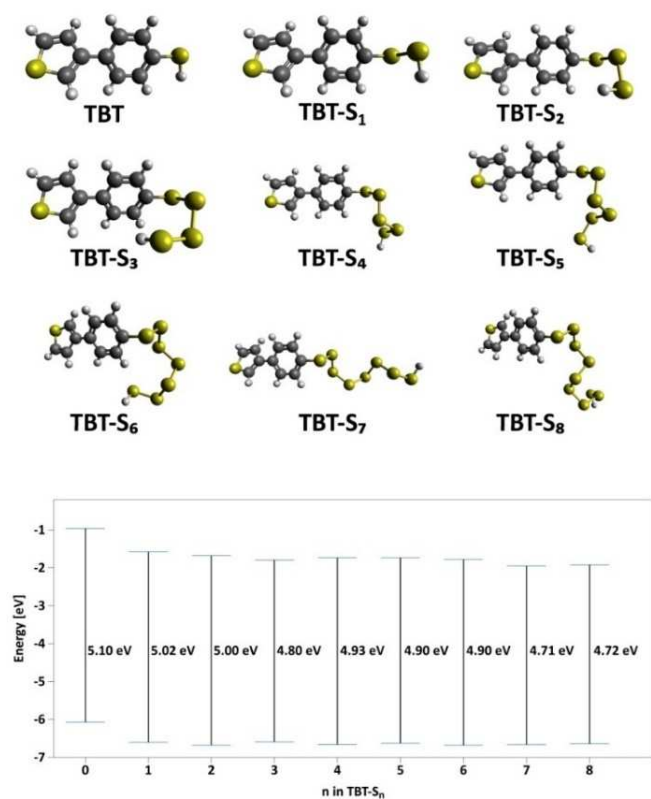 TBT TBT-S₁ TBT-S₂
TBT-S₃ TBT-S₄ TBT-S₅
TBT-S₆ TBT-S₇ TBT-S₈
Energy [eV]
-1
-2
-3
-4
-5
-6
-7
5.10 eV 5.02 eV 5.00 eV 4.80 eV 4.93 eV 4.90 eV 4.90 eV 4.71 eV 4.72 eV
0 1 2 3 4 5 6 7 8
n in TBT-Sₙ